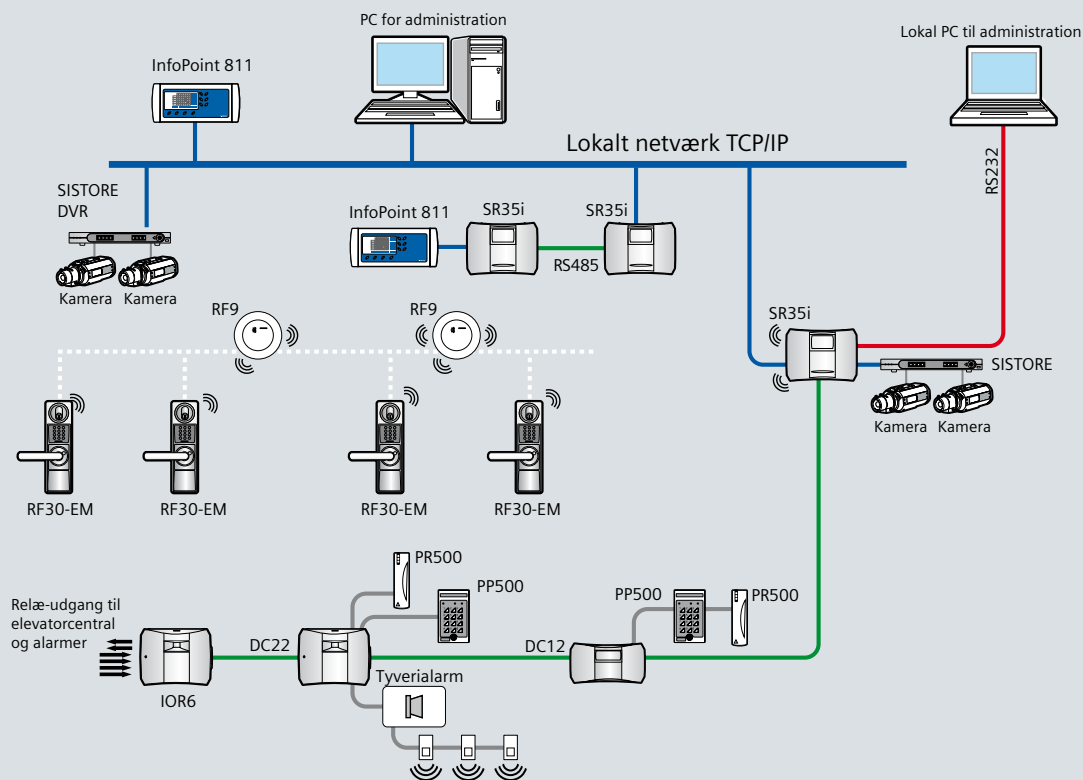 PC for administration
Lokal PC til administration
InfoPoint 811
Lokalt netværk TCP/IP
RS232
SISTORE
DVR
InfoPoint 811
SR35i
SR35i
RS485
Kamera
Kamera
RF9
RF9
SR35i
SISTORE
Kamera
Kamera
RF30-EM
RF30-EM
RF30-EM
RF30-EM
PR500
PP500
PP500
PR500
Relæ-udgang til
elevatorcentral
og alarmer
DC22
DC12
IOR6
Tyverialarm